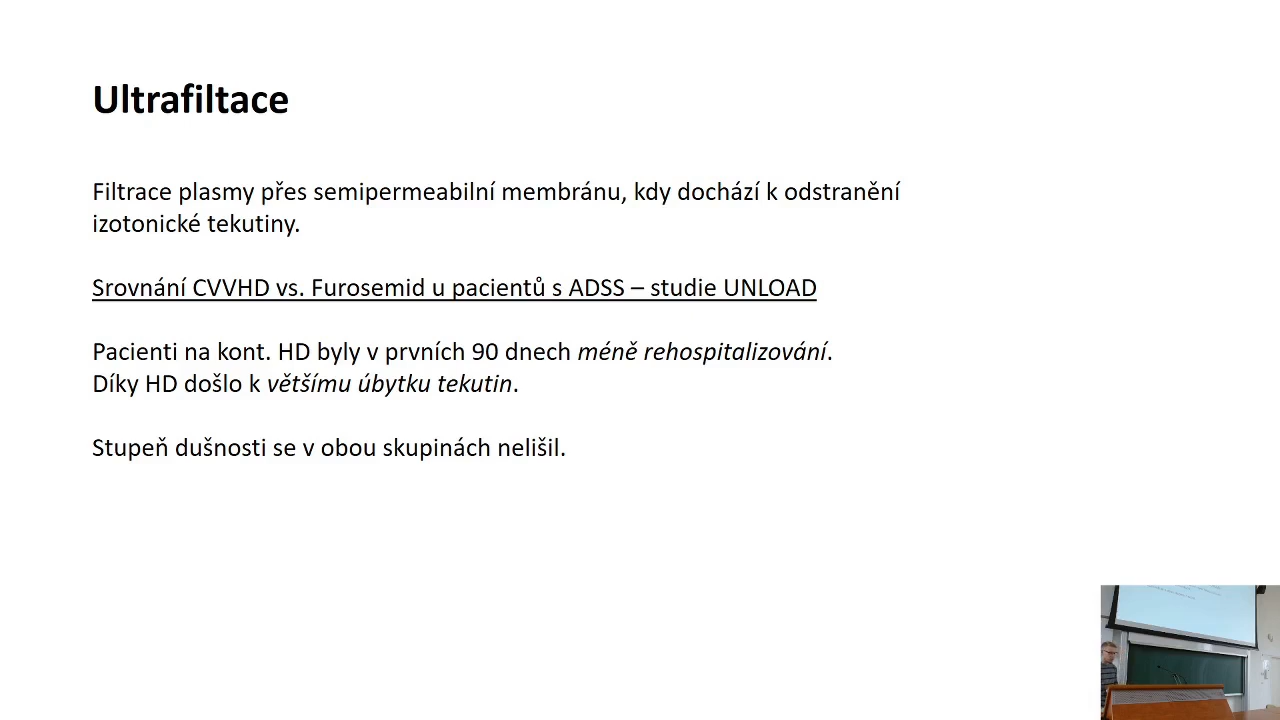 Ultrafiltace
Filtrace plasmy přes semipermeabilní membránu, kdy dochází k odstranění
izotonické tekutiny.
Srovnání CVVHD vs. Furosemid u pacientů s ADSS – studie UNLOAD
Pacienti na kont. HD byly v prvních 90 dnech méně rehospitalizování.
Díky HD došlo k většímu úbytku tekutin.
Stupeň dušnosti se v obou skupinách nelišil.